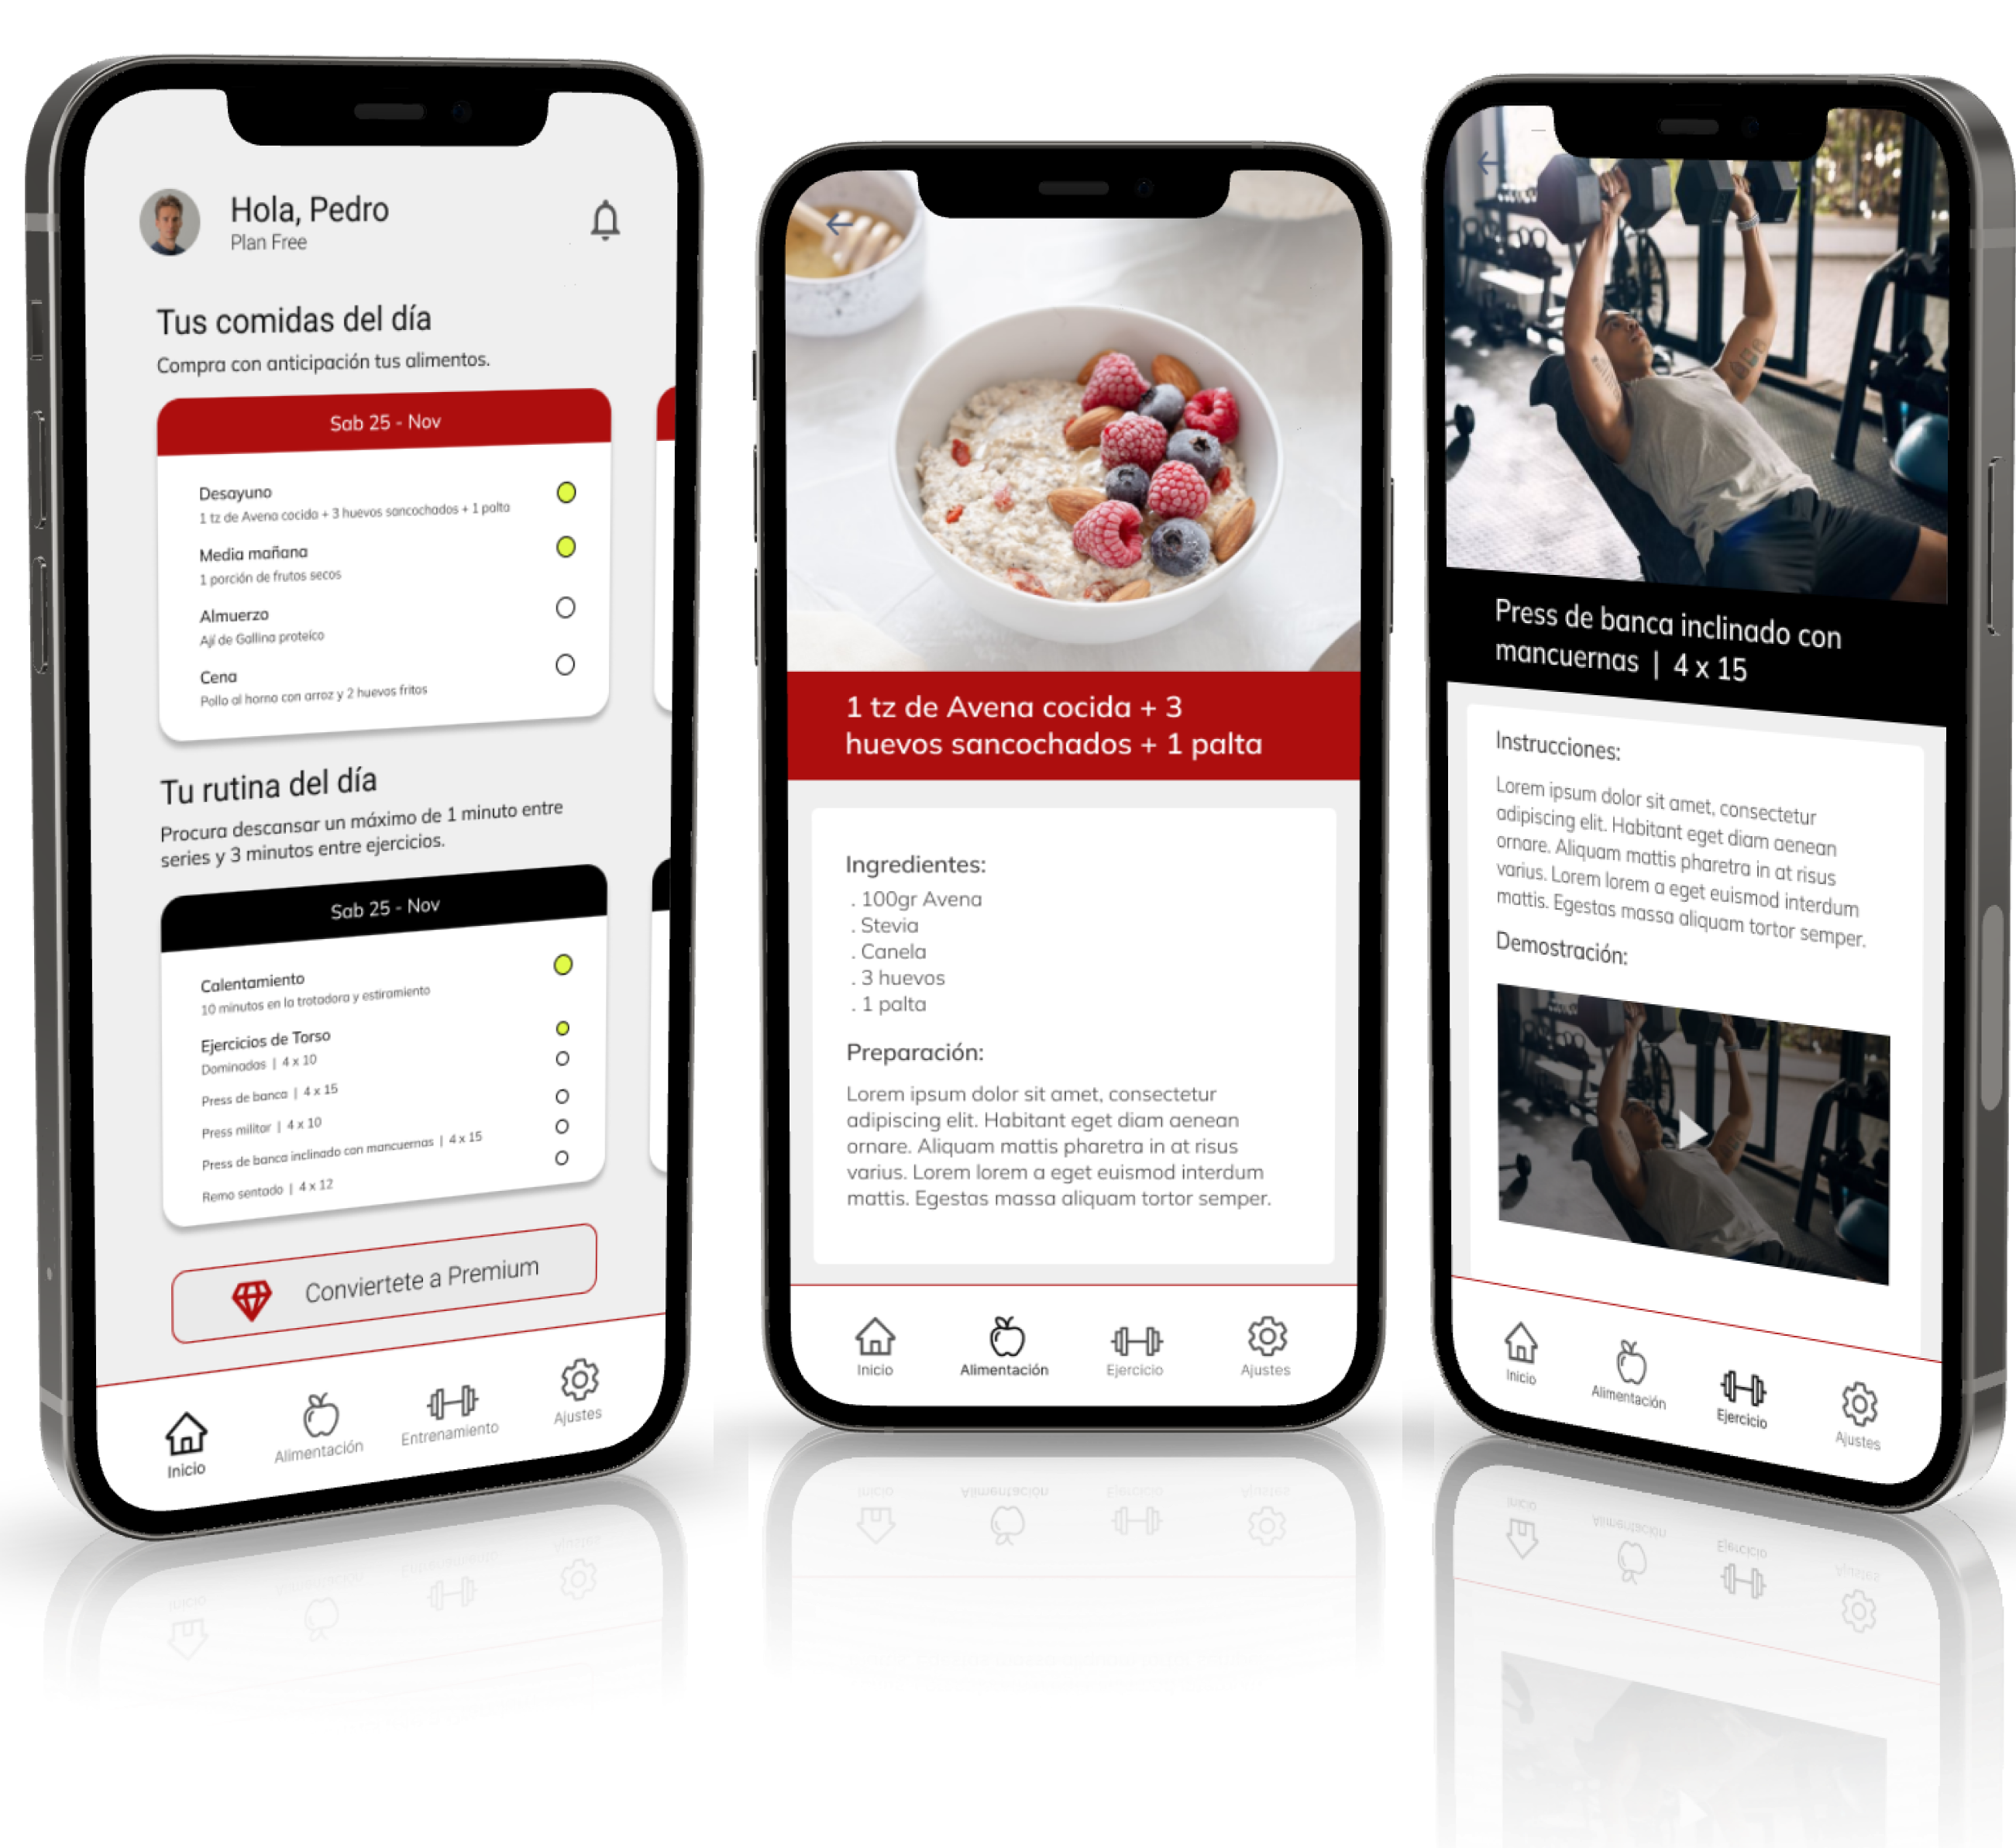 Hola, Pedro
Plan Free
Tus comidas del día
Compra con anticipación tus alimentos.
Sab 25 - Nov
Desayuno
1 tz de Avena cocida + 3 huevos sancochados + 1 palta
Media mañana
1 porción de frutos secos
Almuerzo
Ají de Gallina proteíco
Cena
Pollo al horno con arroz y 2 huevos fritos
Tu rutina del día
Procura descansar un máximo de 1 minuto entre
series y 3 minutos entre ejercicios.
Sab 25 - Nov
Calentamiento
10 minutos en la trotadora y estiramiento
Ejercicios de Torso
Dominadas | 4 x 10
Press de banca | 4 x 15
Press militar | 4 x 10
Press de banca inclinado con mancuernas | 4 x 15
Remo sentado | 4 x 12
Conviertete a Premium
Inicio
Alimentación
Entrenamiento
Ajustes
1 tz de Avena cocida + 3
huevos sancochados + 1 palta
Ingredientes:
. 100gr Avena
. Stevia
. Canela
. 3 huevos
. 1 palta
Preparación:
Lorem ipsum dolor sit amet, consectetur
adipiscing elit. Habitant eget diam aenean
ornare. Aliquam mattis pharetra in at risus
varius. Lorem lorem a eget euismod interdum
mattis. Egestas massa aliquam tortor semper.
Inicio
Alimentación
Ejercicio
Ajustes
Press de banca inclinado con
mancuernas | 4 x 15
Instrucciones:
Lorem ipsum dolor sit amet, consectetur
adipiscing elit. Habitant eget diam aenean
ornare. Aliquam mattis pharetra in at risus
varius. Lorem lorem a eget euismod interdum
mattis. Egestas massa aliquam tortor semper.
Demostración:
Inicio
Alimentación
Ejercicio
Ajustes